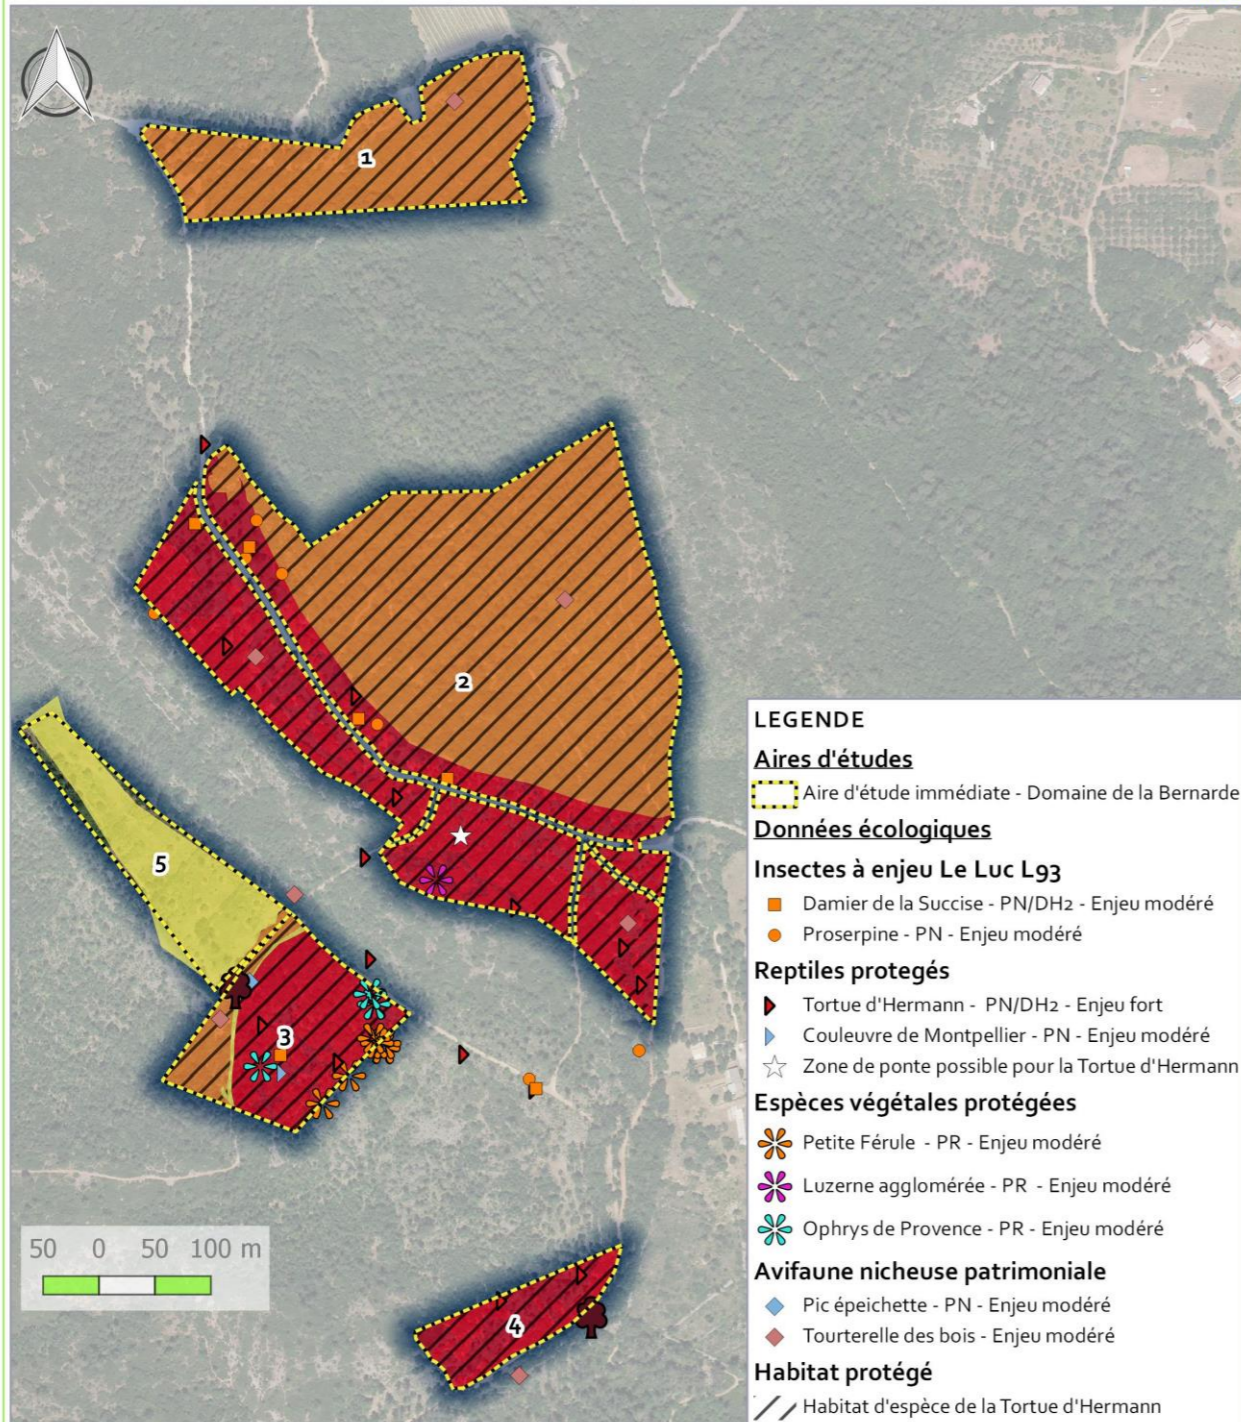 1
2
5
3
4
50 0 50 100 m
LEGENDE
Aires d'études
Aire d'étude immédiate - Domaine de la Bernarde
Données écologiques
Insectes à enjeu Le Luc L93
Damier de la Succise - PN/DH2 - Enjeu modéré
Proserpine - PN - Enjeu modéré
Reptiles protegés
Tortue d'Hermann - PN/DH2 - Enjeu fort
Couleuvre de Montpellier - PN - Enjeu modéré
Zone de ponte possible pour la Tortue d'Hermann
Espèces végétales protégées
Petite Férule - PR - Enjeu modéré
Luzerne agglomérée - PR - Enjeu modéré
Ophrys de Provence - PR - Enjeu modéré
Avifaune nicheuse patrimoniale
Pic épeichette - PN - Enjeu modéré
Tourterelle des bois - Enjeu modéré
Habitat protégé
Habitat d'espèce de la Tortue d'Hermann